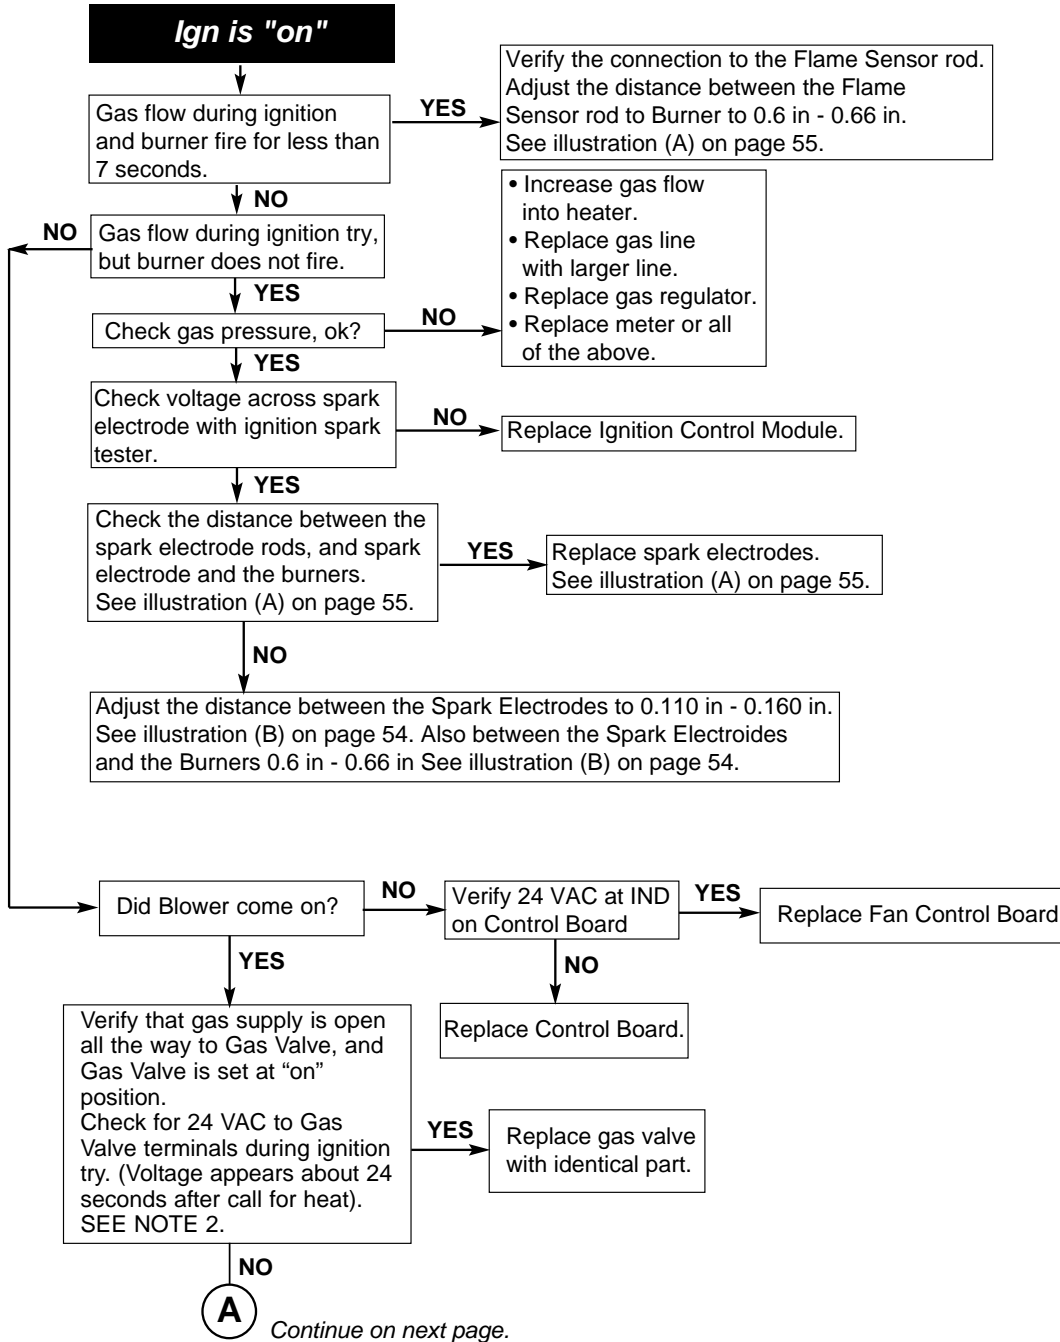 Ign is "on"
Gas flow during ignition
and burner fire for less than
7 seconds.
YES
Verify the connection to the Flame Sensor rod.
Adjust the distance between the Flame
Sensor rod to Burner to 0.6 in - 0.66 in.
See illustration (A) on page 55.
NO
NO
Gas flow during ignition try,
but burner does not fire.
YES
• Increase gas flow
into heater.
• Replace gas line
with larger line.
• Replace gas regulator.
• Replace meter or all
of the above.
Check gas pressure, ok?
NO
YES
Check voltage across spark
electrode with ignition spark
tester.
NO
Replace Ignition Control Module.
YES
Check the distance between the
spark electrode rods, and spark
electrode and the burners.
See illustration (A) on page 55.
YES
Replace spark electrodes.
See illustration (A) on page 55.
NO
Adjust the distance between the Spark Electrodes to 0.110 in - 0.160 in.
See illustration (B) on page 54. Also between the Spark Electroides
and the Burners 0.6 in - 0.66 in See illustration (B) on page 54.
Did Blower come on?
NO
Verify 24 VAC at IND
on Control Board
YES
Replace Fan Control Board
YES
NO
Replace Control Board.
Verify that gas supply is open
all the way to Gas Valve, and
Gas Valve is set at “on”
position.
Check for 24 VAC to Gas
Valve terminals during ignition
try. (Voltage appears about 24
seconds after call for heat).
SEE NOTE 2.
YES
Replace gas valve
with identical part.
NO
A
Continue on next page.